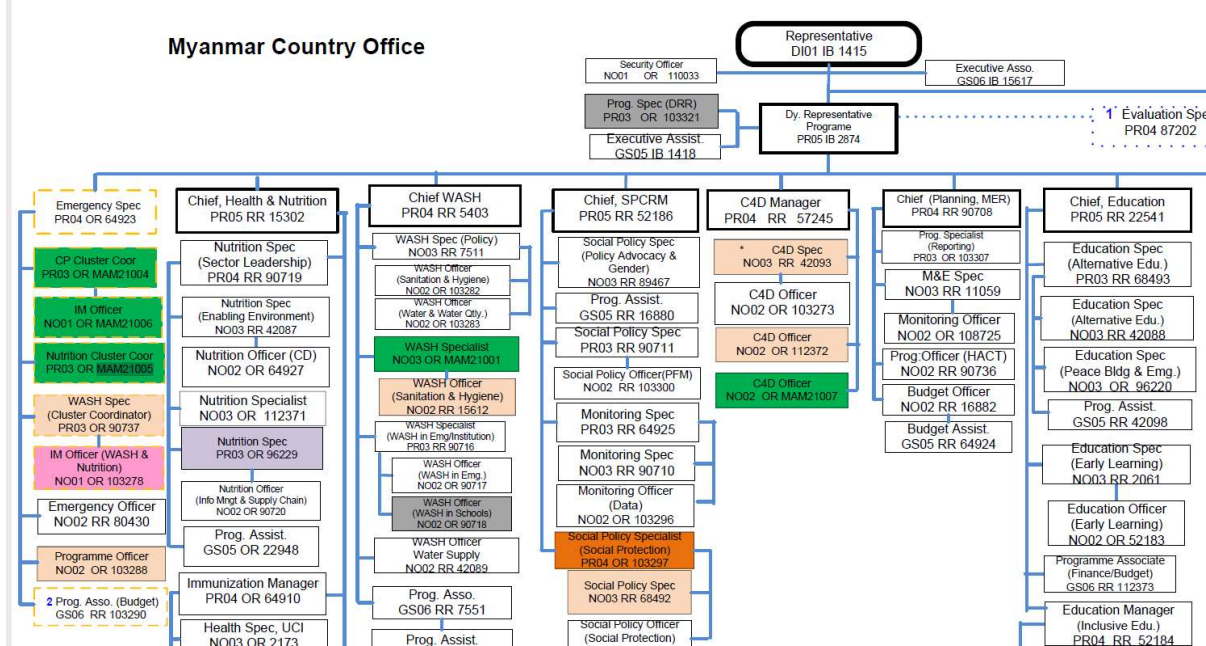 Myanmar Country Office
Representative
DI01 IB 1415
Security Officer
NO01 OR 110033
Executive Asso.
GS06 IB 15617
Prog. Spec (DRR)
PR03 OR 103321
Executive Assist.
GS05 IB 1418
Dy. Representative
Programe
PR05 IB 2874
1 Evaluation Spe
PR04 87202
Emergency Spec
PR04 OR 64923
CP Cluster Coor
PR03 OR MAM21004
IM Officer
NO01 OR MAM21006
Nutrition Cluster Coor
PR03 OR MAM21005
WASH Spec
(Cluster Coordinator)
PR03 OR 90737
IM Officer (WASH &
Nutrition)
NO01 OR 103278
Emergency Officer
NO02 RR 80430
Programme Officer
NO02 OR 103288
2 Prog. Asso. (Budget)
GS06 RR 103290
Chief, Health & Nutrition
PR05 RR 15302
Nutrition Spec
(Sector Leadership)
PR04 RR 90719
Nutrition Spec
(Enabling Environment)
NO03 RR 42087
Nutrition Officer (CD)
NO02 OR 64927
Nutrition Specialist
NO03 OR 112371
Nutrition Spec
PR03 OR 96229
Nutrition Officer
(Info Mngt & Supply Chain)
NO02 OR 90720
Prog. Assist.
GS05 OR 22948
Immunization Manager
PR04 OR 64910
Health Spec, UCI
NO03 OR 2173
Chief WASH
PR04 RR 5403
WASH Spec (Policy)
NO03 RR 7511
WASH Officer
(Sanitation & Hygiene)
NO02 OR 103282
WASH Officer
(Water & Water Qtly.)
NO02 OR 103283
WASH Specialist
NO03 OR MAM21001
WASH Officer
(Sanitation & Hygiene)
NO02 RR 15612
WASH Specialist
(WASH in Emg/Institution)
PR03 RR 90716
WASH Officer
(WASH in Emg.)
NO02 OR 90717
WASH Officer
(WASH in Schools)
NO02 OR 90718
WASH Officer
Water Supply
NO02 RR 42089
Prog. Asso.
GS06 RR 7551
Prog. Assist.
Chief, SPCRM
PR05 RR 52186
Social Policy Spec
(Policy Advocacy &
Gender)
NO03 RR 89467
Prog. Assist.
GS05 RR 16880
Social Policy Spec
PR03 RR 90711
Social Policy Officer(PFM)
NO02 RR 103300
Monitoring Spec
PR03 RR 64925
Monitoring Spec
NO03 RR 90710
Monitoring Officer
(Data)
NO02 OR 103296
Social Policy Specialist
(Social Protection)
PR04 OR 103297
Social Policy Spec
NO03 RR 68492
Social Policy Officer
(Social Protection)
C4D Manager
PR04 RR 57245
* C4D Spec
NO03 RR 42093
C4D Officer
NO02 OR 103273
C4D Officer
NO02 OR 112372
C4D Officer
NO02 OR MAM21007
Chief (Planning, MER)
PR04 RR 90708
Prog. Specialist
(Reporting)
PR03 OR 103307
M&E Spec
NO03 RR 11059
Monitoring Officer
NO02 OR 108725
Prog:Officer (HACT)
NO02 RR 90736
Budget Officer
NO02 RR 16882
Budget Assist.
GS05 RR 64924
Chief, Education
PR05 RR 22541
Education Spec
(Alternative Edu.)
PR03 RR 68493
Education Spec
(Alternative Edu.)
NO03 RR 42088
Education Spec
(Peace Bldg & Emg.)
NO03 OR 96220
Prog. Assist.
GS05 RR 42098
Education Spec
(Early Learning)
NO03 RR 2061
Education Officer
(Early Learning)
NO02 OR 52183
Programme Associate
(Finance/Budget)
GS06 RR 112373
Education Manager
(Inclusive Edu.)
PR04 RR 52184